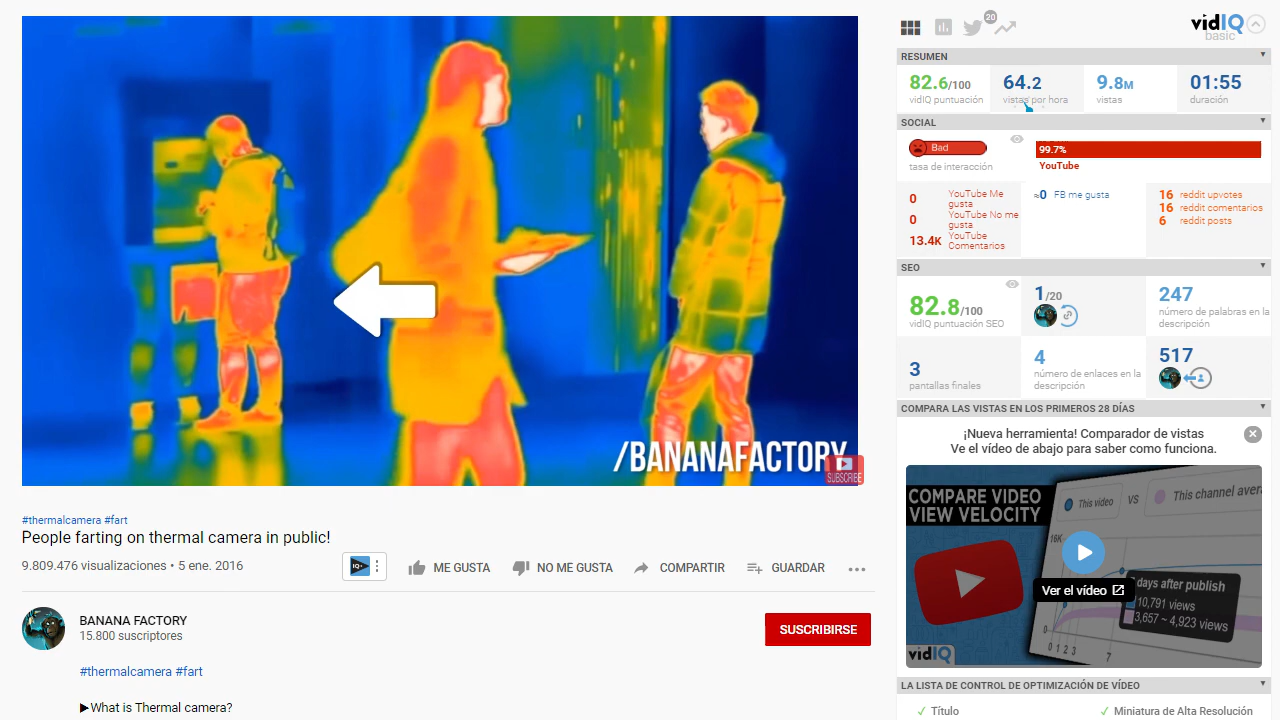 /BANANAFACTORY
SUBSCRIBE
#thermalcamera #fart
People farting on thermal camera in public!
9.809.476 visualizaciones • 5 ene. 2016
IQ
ME GUSTA
NO ME GUSTA
COMPARTIR
GUARDAR
BANANA FACTORY
15.800 suscriptores
SUSCRIBIRSE
#thermalcamera #fart
▶What is Thermal camera?
20
vidIQ
basic
RESUMEN
82.6/100
vidIQ puntuación
64.2
vistas por hora
9.8M
vistas
01:55
duración
SOCIAL
Bad
tasa de interacción
99.7%
YouTube
0 YouTube Me gusta
0 YouTube No me gusta
13.4K YouTube Comentarios
≈0 FB me gusta
16 reddit upvotes
16 reddit comentarios
6 reddit posts
SEO
82.8/100
vidIQ puntuación SEO
1/20
247
número de palabras en la
descripción
3
pantallas finales
4
número de enlaces en la
descripción
517
COMPARA LAS VISTAS EN LOS PRIMEROS 28 DÍAS
¡Nueva herramienta! Comparador de vistas
Ve el vídeo de abajo para saber como funciona.
COMPARE VIDEO
VIEW VELOCITY
This video VS This channel avera
16K
days after publish
10,791 views
3,657 ~ 4,923 views
Ver el vídeo
0
0 1 2 3 7
vidIQ
LA LISTA DE CONTROL DE OPTIMIZACIÓN DE VÍDEO
✓ Título
✓ Miniatura de Alta Resolución